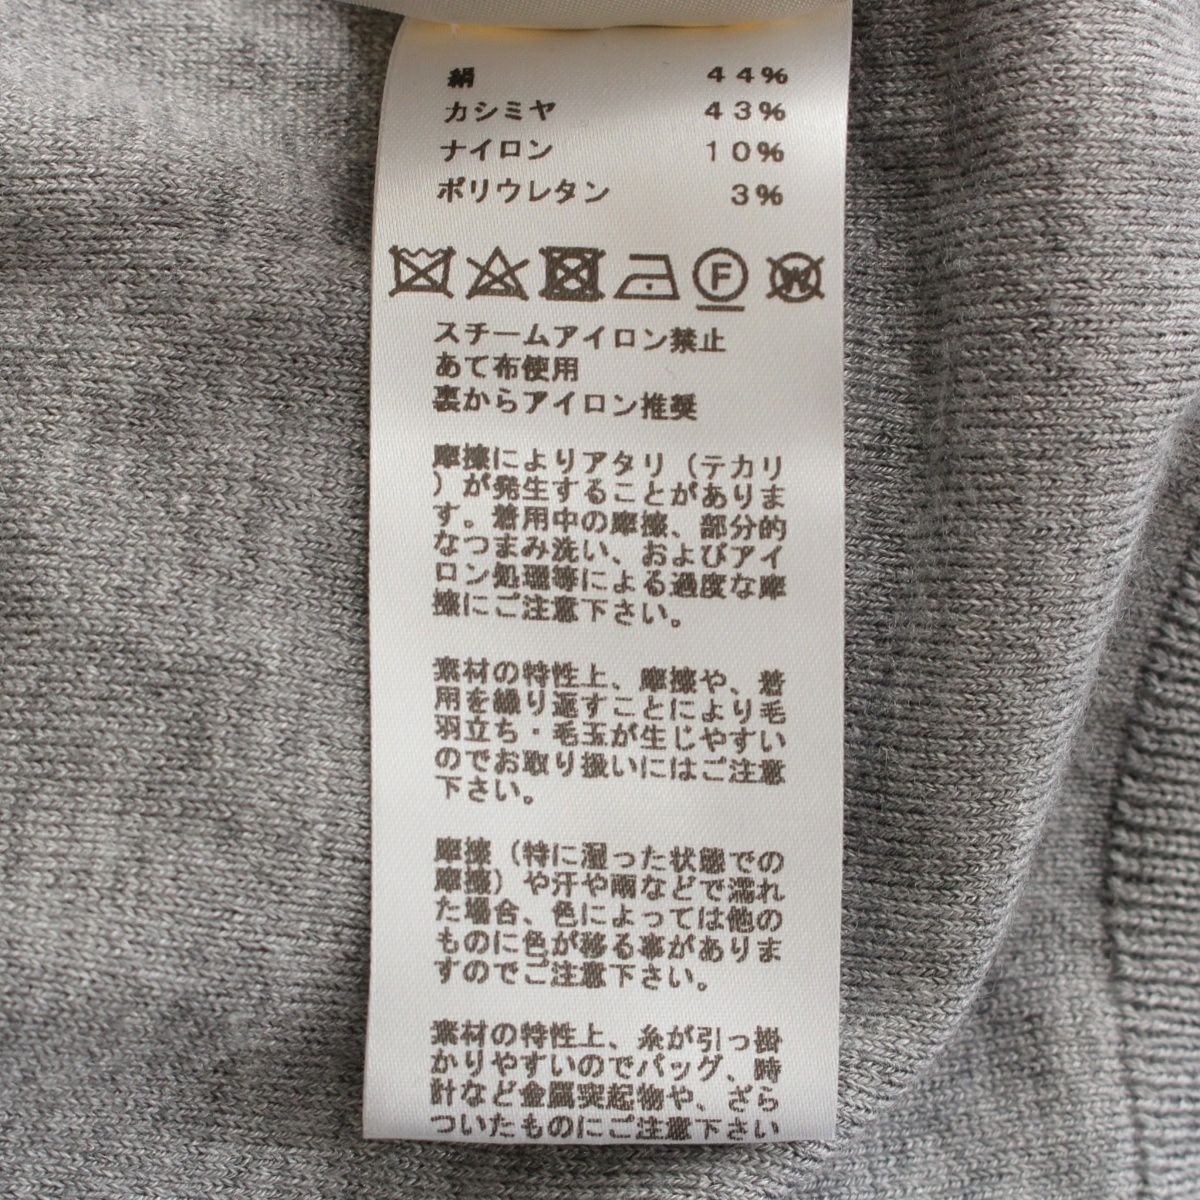 絹 44%
カシミヤ 43%
ナイロン 10%
ポリウレタン 3%
F W
スチームアイロン禁止
あて布使用
裏からアイロン推奨
摩擦によりアタリ（テカリ
）が発生することがありま
す。着用中の摩擦、部分的
なつまみ洗い、およびアイ
ロン処理等による過度な摩
擦にご注意下さい。
素材の特性上、摩擦や、着
用を繰り返すことにより毛
羽立ち・毛玉が生じやすい
のでお取り扱いにはご注意
下さい。
摩擦（特に湿った状態での
摩擦）や汗や雨などで濡れ
た場合、色によっては他の
ものに色が移る事がありま
すのでご注意下さい。
素材の特性上、糸が引っ掛
かりやすいのでバッグ、時
計など金属突起物や、ざら
ついたものにご注意下さい